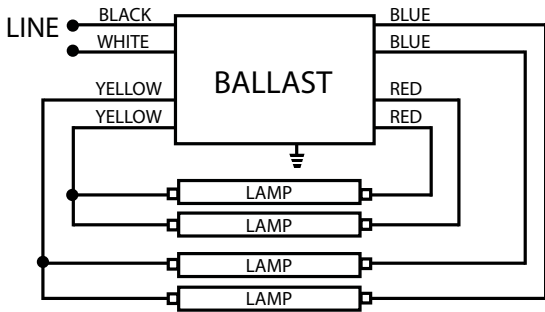 BLACK
BLUE
LINE
WHITE
BLUE
BALLAST
YELLOW
RED
YELLOW
RED
LAMP
LAMP
LAMP
LAMP